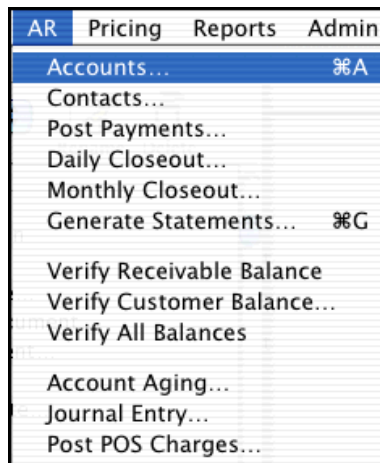 AR Pricing Reports Admin
Accounts... ⌘A
Contacts...
Post Payments...
Daily Closeout...
Monthly Closeout...
Generate Statements... ⌘G
Verify Receivable Balance
Verify Customer Balance...
Verify All Balances
Account Aging...
Journal Entry...
Post POS Charges...